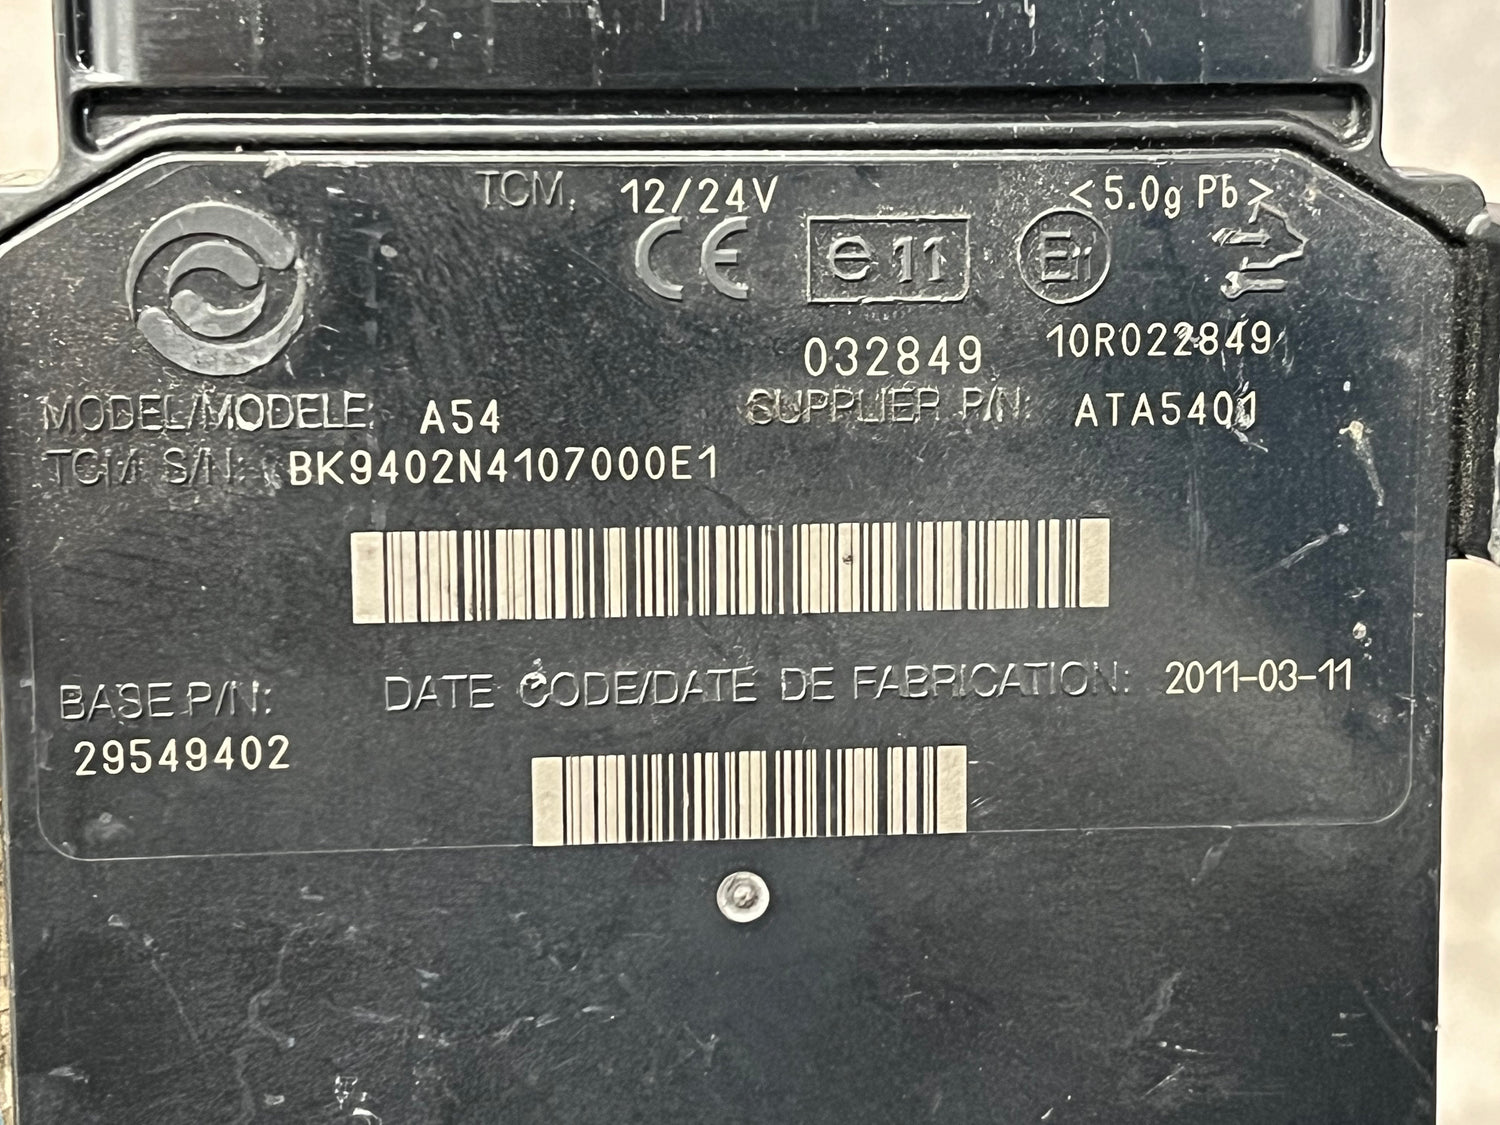 TCM: 12/24V <5.0g Pb>
CE e11 E11
032849 10R022849
MODEL/MODELE: A54 SUPPLIER P/N: ATA5401
TCM S/N: BK9402N4107000E1
BASE P/N: DATE CODE/DATE DE FABRICATION: 2011-03-11
29549402